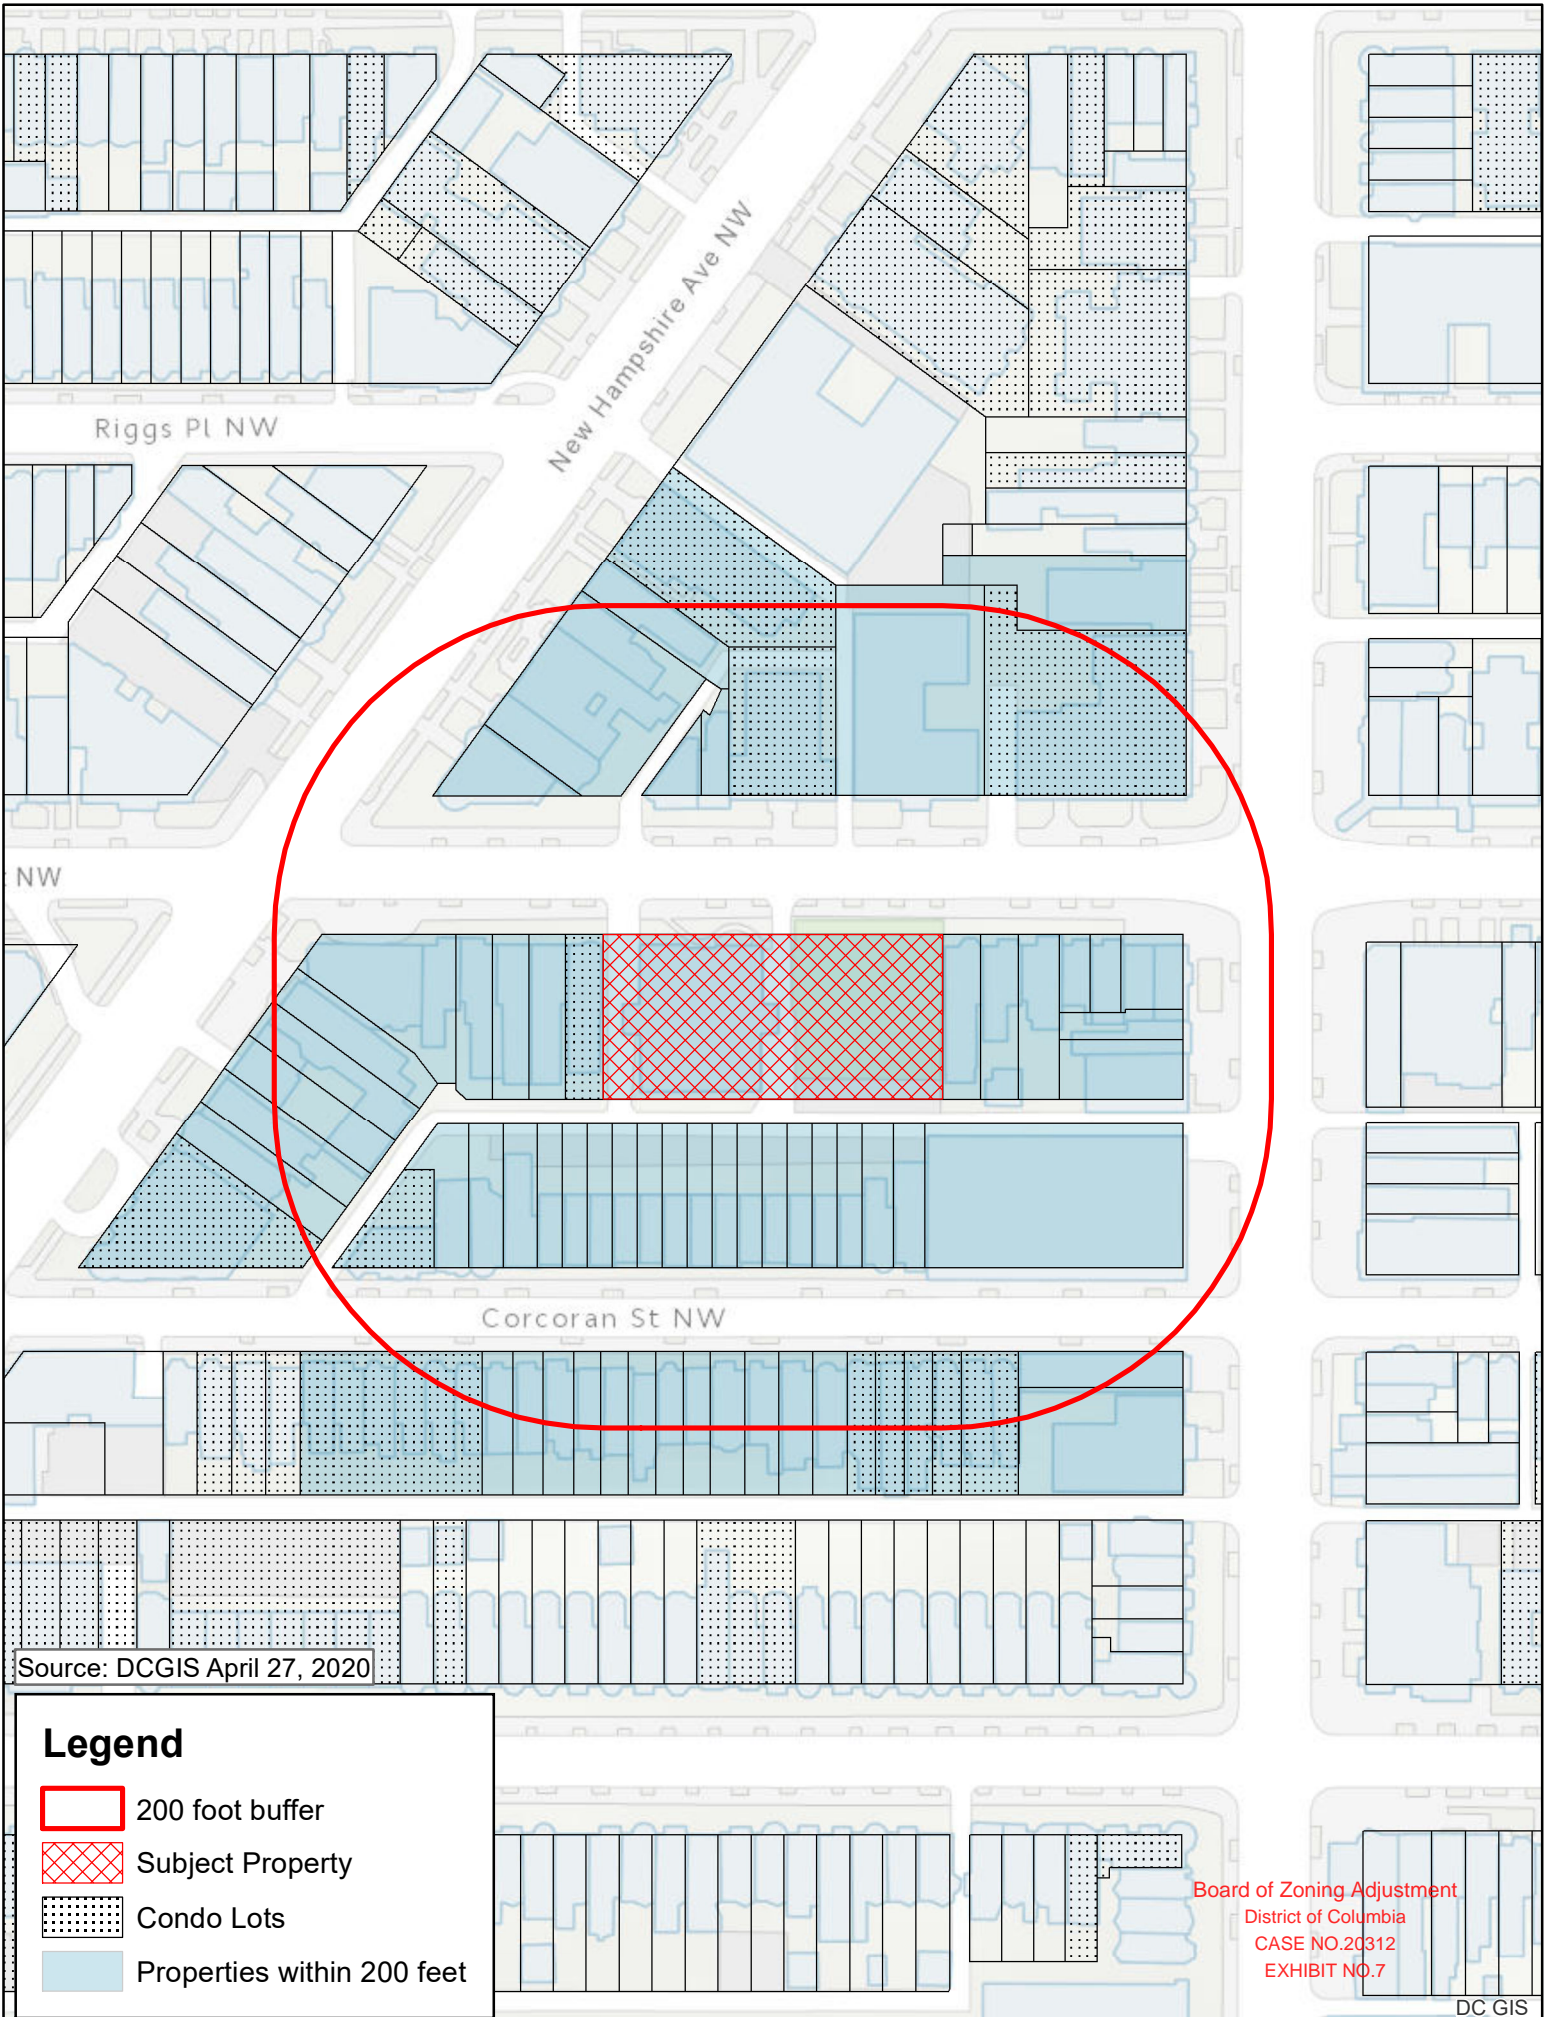 New Hampshire Ave NW
Riggs Pl NW
NW
Corcoran St NW
Source: DCGIS April 27, 2020
Legend
200 foot buffer
Subject Property
Condo Lots
Properties within 200 feet
Board of Zoning Adjustment
District of Columbia
CASE NO.20312
EXHIBIT NO.7
DC GIS